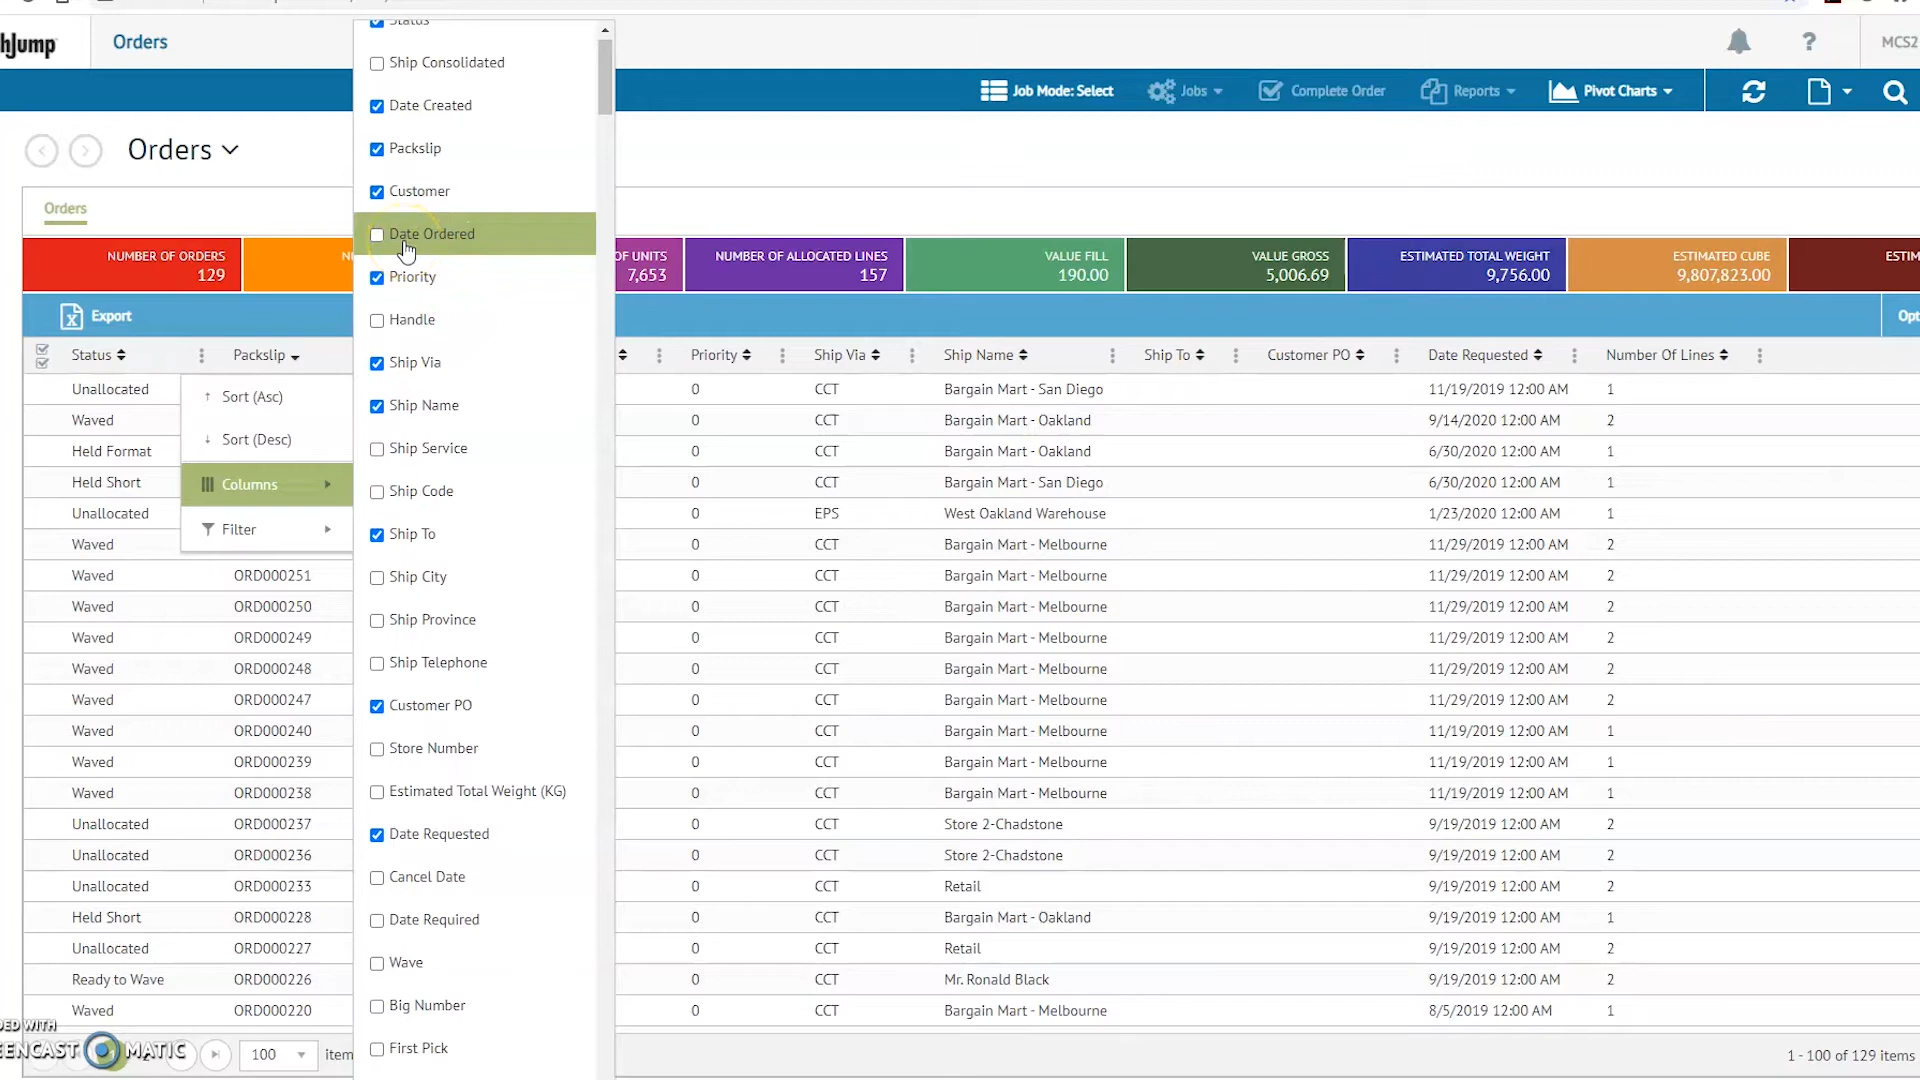 hJump
Orders
MCS2
Job Mode: Select
Jobs
Complete Order
Reports
Pivot Charts
Orders
Orders
NUMBER OF ORDERS
129
OF UNITS
7,653
NUMBER OF ALLOCATED LINES
157
VALUE FILL
190.00
VALUE GROSS
5,006.69
ESTIMATED TOTAL WEIGHT
9,756.00
ESTIMATED CUBE
9,807,823.00
ESTIM
Export
Opt
Status
Packslip
Priority
Ship Via
Ship Name
Ship To
Customer PO
Date Requested
Number Of Lines
Sort (Asc)
Sort (Desc)
Columns
Filter
Status
Ship Consolidated
Date Created
Packslip
Customer
Date Ordered
Priority
Handle
Ship Via
Ship Name
Ship Service
Ship Code
Ship To
Ship City
Ship Province
Ship Telephone
Customer PO
Store Number
Estimated Total Weight (KG)
Date Requested
Cancel Date
Date Required
Wave
Big Number
First Pick
Unallocated 0 CCT Bargain Mart - San Diego 11/19/2019 12:00 AM 1
Waved 0 CCT Bargain Mart - Oakland 9/14/2020 12:00 AM 2
Held Format 0 CCT Bargain Mart - Oakland 6/30/2020 12:00 AM 1
Held Short 0 CCT Bargain Mart - San Diego 6/30/2020 12:00 AM 1
Unallocated 0 EPS West Oakland Warehouse 1/23/2020 12:00 AM 1
Waved 0 CCT Bargain Mart - Melbourne 11/29/2019 12:00 AM 2
Waved ORD000251 0 CCT Bargain Mart - Melbourne 11/29/2019 12:00 AM 2
Waved ORD000250 0 CCT Bargain Mart - Melbourne 11/29/2019 12:00 AM 2
Waved ORD000249 0 CCT Bargain Mart - Melbourne 11/29/2019 12:00 AM 2
Waved ORD000248 0 CCT Bargain Mart - Melbourne 11/29/2019 12:00 AM 2
Waved ORD000247 0 CCT Bargain Mart - Melbourne 11/29/2019 12:00 AM 2
Waved ORD000240 0 CCT Bargain Mart - Melbourne 11/19/2019 12:00 AM 1
Waved ORD000239 0 CCT Bargain Mart - Melbourne 11/19/2019 12:00 AM 1
Waved ORD000238 0 CCT Bargain Mart - Melbourne 11/19/2019 12:00 AM 1
Unallocated ORD000237 0 CCT Store 2-Chadstone 9/19/2019 12:00 AM 2
Unallocated ORD000236 0 CCT Store 2-Chadstone 9/19/2019 12:00 AM 2
Unallocated ORD000233 0 CCT Retail 9/19/2019 12:00 AM 2
Held Short ORD000228 0 CCT Bargain Mart - Oakland 9/19/2019 12:00 AM 1
Unallocated ORD000227 0 CCT Retail 9/19/2019 12:00 AM 2
Ready to Wave ORD000226 0 CCT Mr. Ronald Black 9/19/2019 12:00 AM 2
Waved ORD000220 0 CCT Bargain Mart - Melbourne 8/5/2019 12:00 AM 1
DED WITH
EENCAST MATIC
100
item
1 - 100 of 129 items